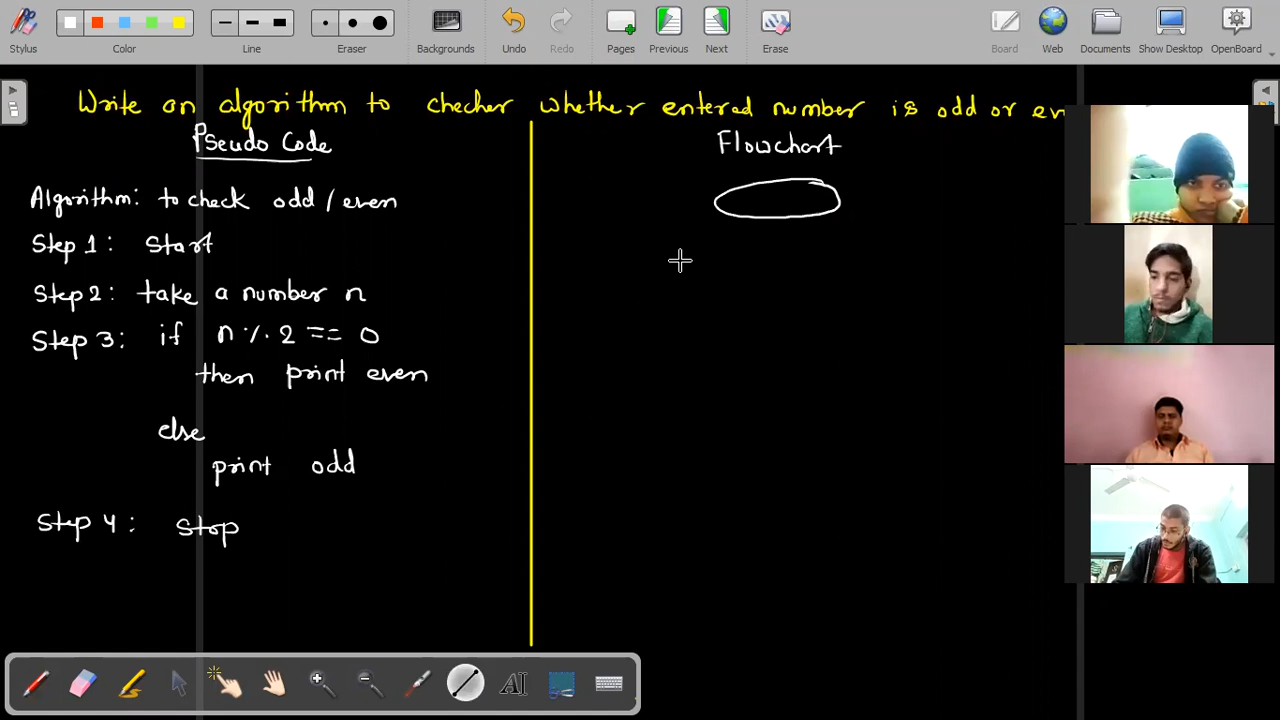 Stylus Color Line Eraser Backgrounds Undo Redo Pages Previous Next Erase Board Web Documents Show Desktop OpenBoard
Write an algorithm to checher whether entered number is odd or ev
Pseudo Code
Algorithm: to check odd / even
Step 1: Start
Step 2: take a number n
Step 3: if n % 2 == 0
then print even
else
print odd
Step 4: Stop
Flowchart
AI